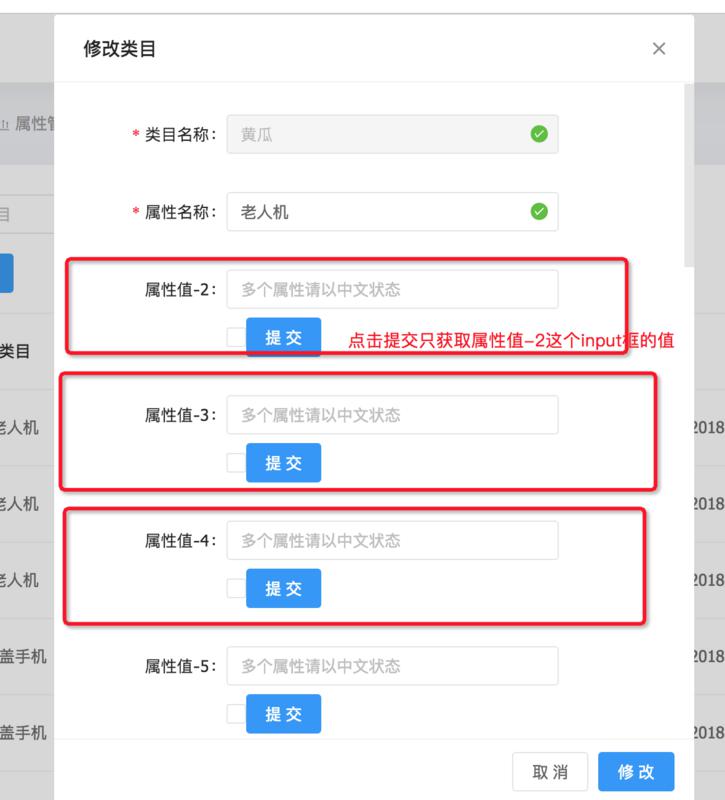 修改类目
属性管
* 类目名称: 黄瓜
目
* 属性名称: 老人机
属性值-2: 多个属性请以中文状态
提交
点击提交只获取属性值-2这个input框的值
类目
属性值-3: 多个属性请以中文状态
老人机
2018
提交
老人机
2018
属性值-4: 多个属性请以中文状态
老人机
2018
提交
盖手机
2018
属性值-5: 多个属性请以中文状态
提交
盖手机
2018
取消
修改